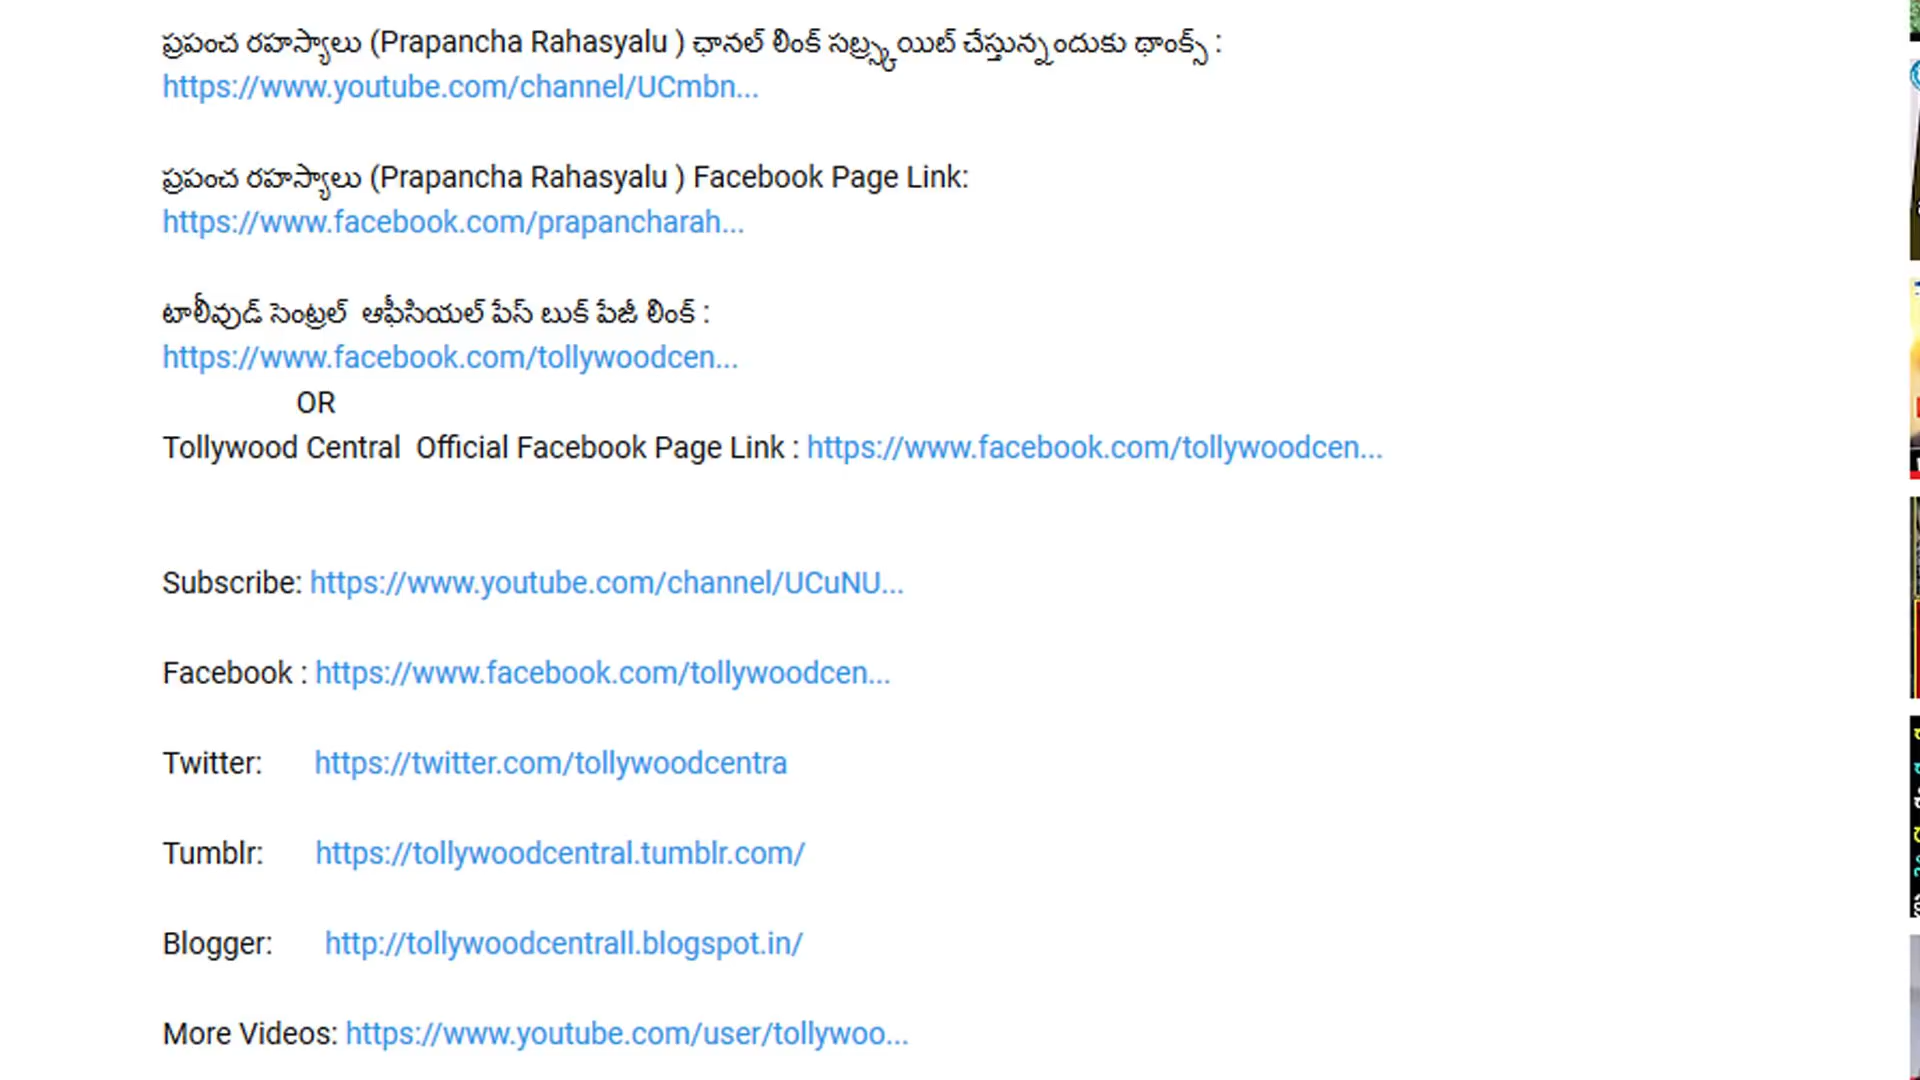 ప్రపంచ రహస్యాలు (Prapancha Rahasyalu ) ఛానల్ లింక్ సబ్స్క్రయిబ్ చేస్తున్నందుకు థాంక్స్ :
https://www.youtube.com/channel/UCmbn...
ప్రపంచ రహస్యాలు (Prapancha Rahasyalu ) Facebook Page Link:
https://www.facebook.com/prapancharah...
టాలీవుడ్ సెంట్రల్  ఆఫీసియల్ పేస్ బుక్ పేజీ లింక్ :
https://www.facebook.com/tollywoodcen...
OR
Tollywood Central  Official Facebook Page Link : https://www.facebook.com/tollywoodcen...
Subscribe: https://www.youtube.com/channel/UCuNU...
Facebook : https://www.facebook.com/tollywoodcen...
Twitter: https://twitter.com/tollywoodcentra
Tumblr: https://tollywoodcentral.tumblr.com/
Blogger: http://tollywoodcentrall.blogspot.in/
More Videos: https://www.youtube.com/user/tollywoo...